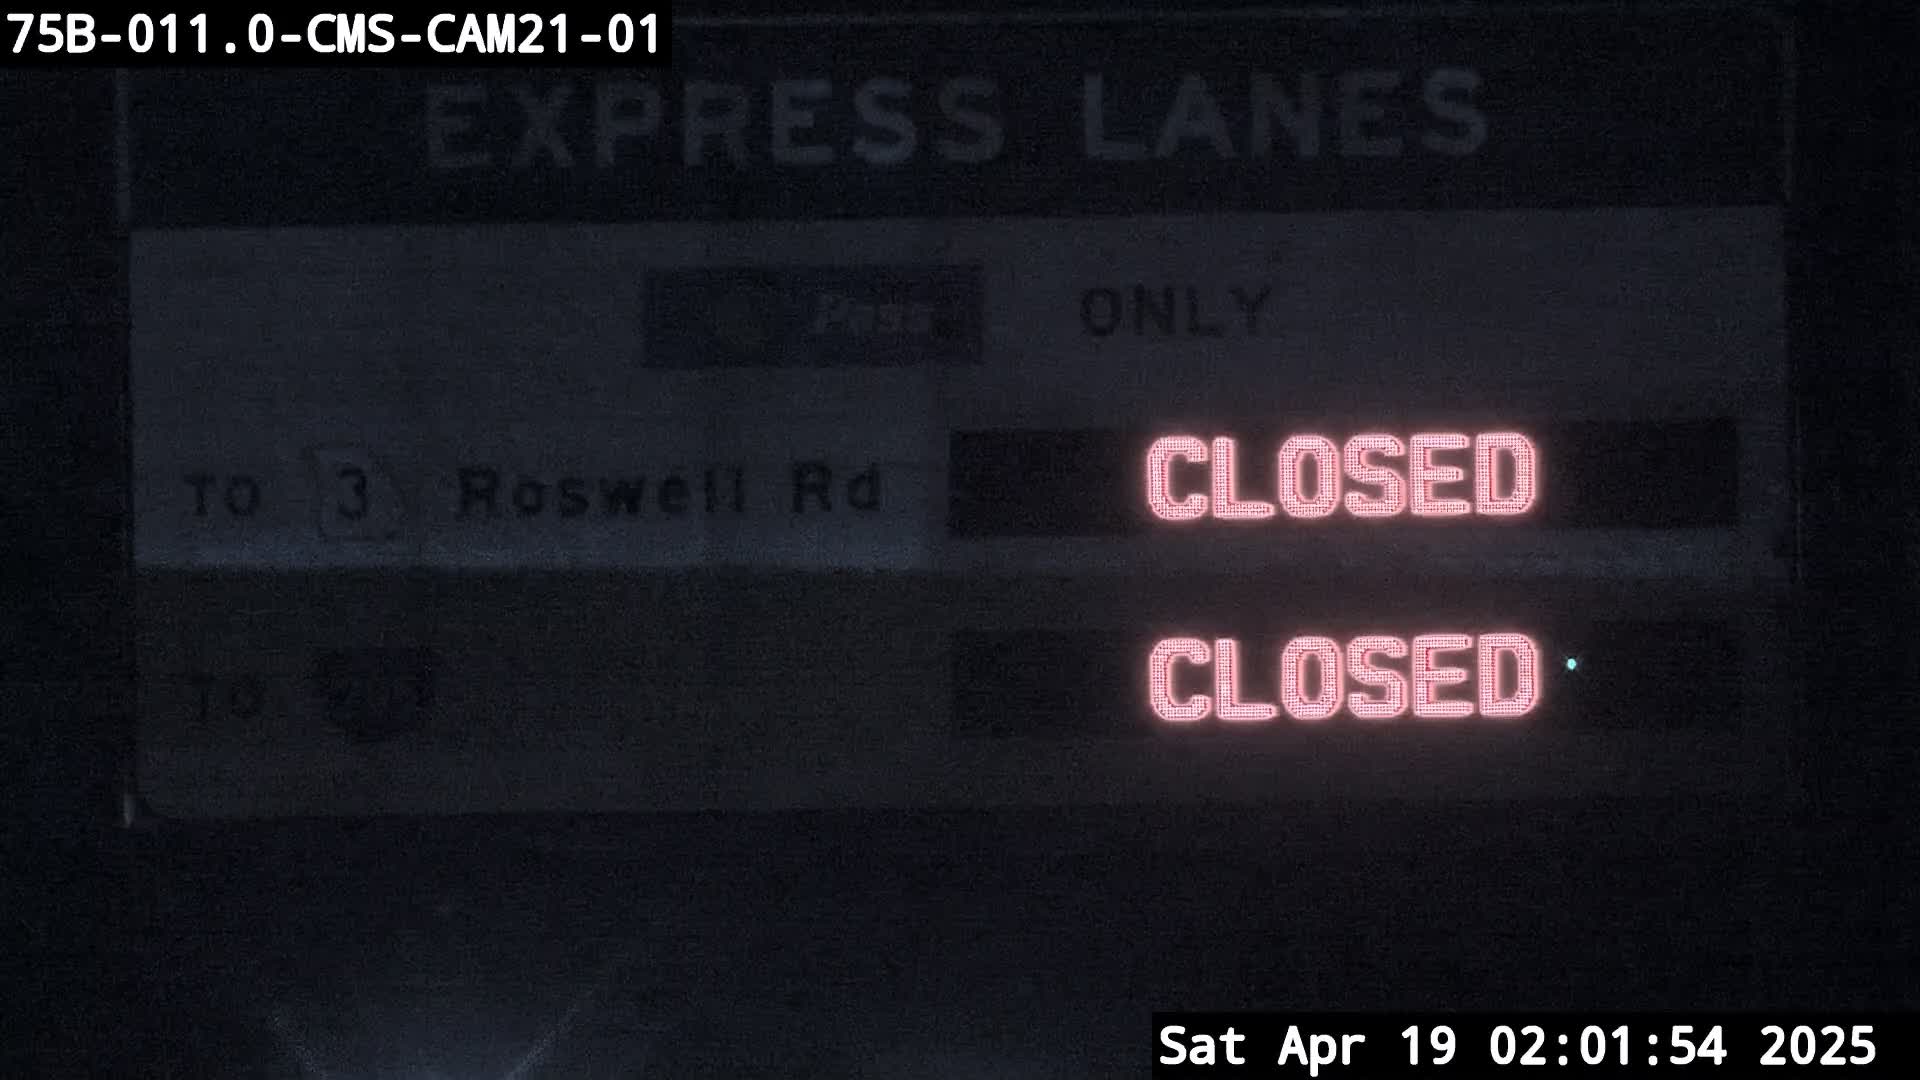 75B-011.0-CMS-CAM21-01
EXPRESS LANES
Pass ONLY
TO 3 Roswell Rd CLOSED
TO CLOSED
Sat Apr 19 02:01:54 2025